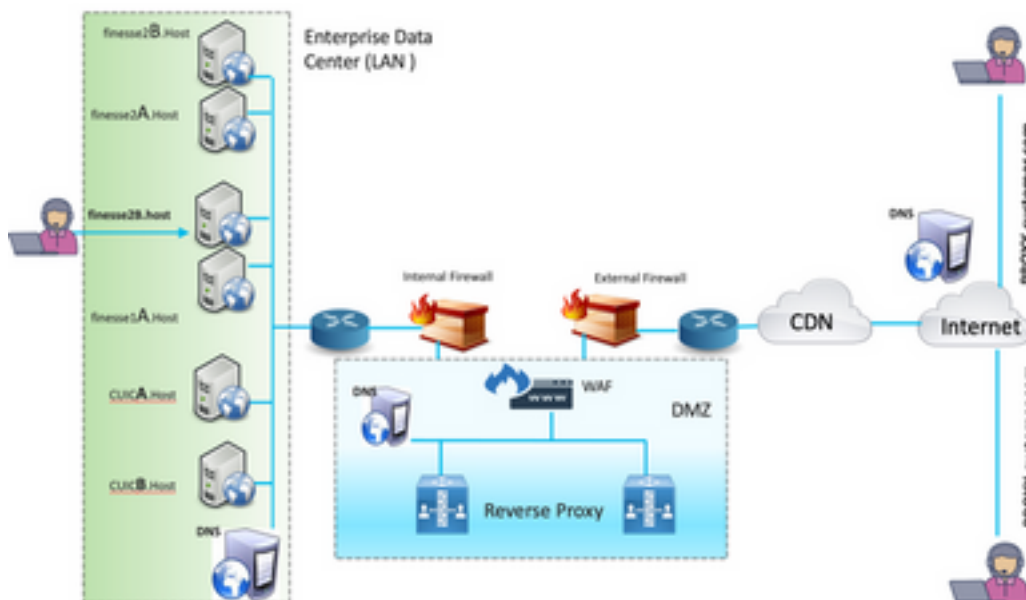 finesse2B.Host
Enterprise Data
Center (LAN )
finesse2A.Host
finesse2B.host
DNS
Internal Firewall
External Firewall
finesse1A.Host
CDN
Internet
CUICA.Host
DNS
WAF
DMZ
CUICB.Host
Reverse Proxy
DNS